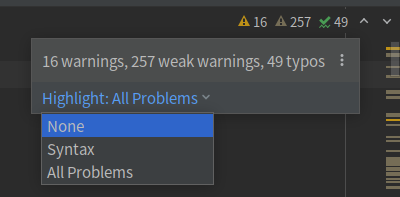 16 257 49
16 warnings, 257 weak warnings, 49 typos
Highlight: All Problems
None
Syntax
All Problems